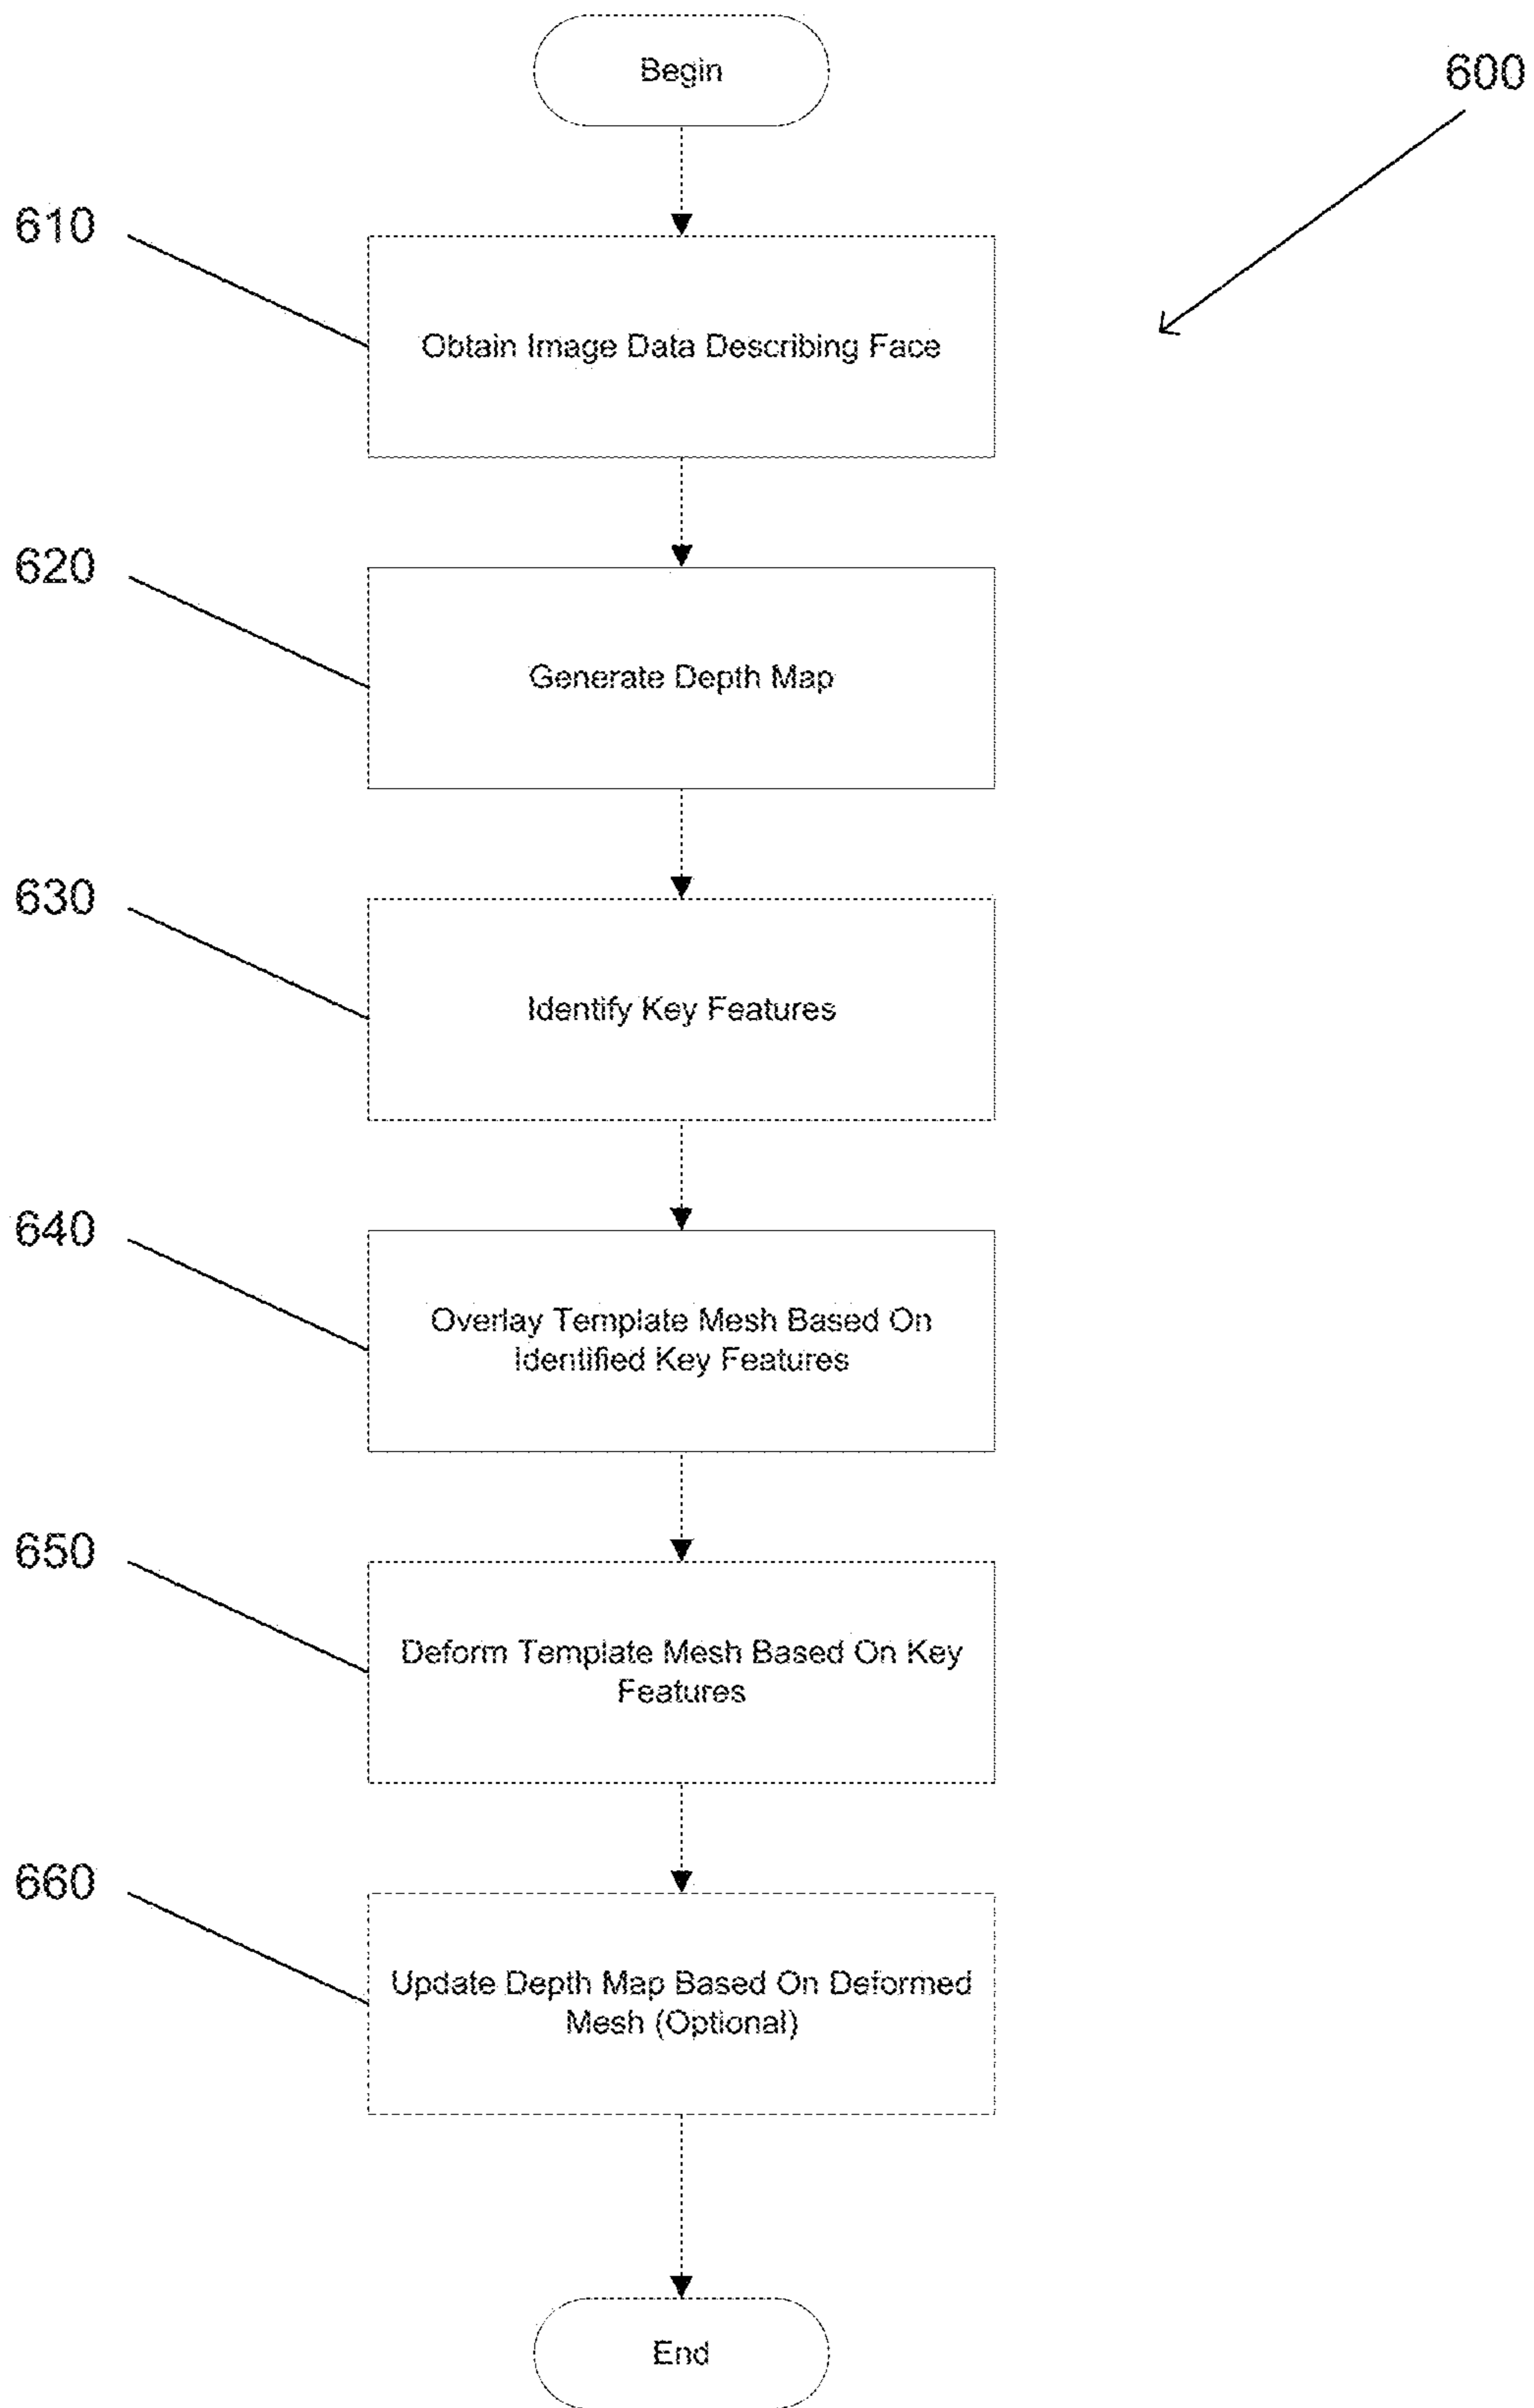 Begin
600
610
Obtain Image Data Describing Face
620
Generate Depth Map
630
Identify Key Features
640
Overlay Template Mesh Based On
Identified Key Features
650
Deform Template Mesh Based On Key
Features
660
Update Depth Map Based On Deformed
Mesh (Optional)
End